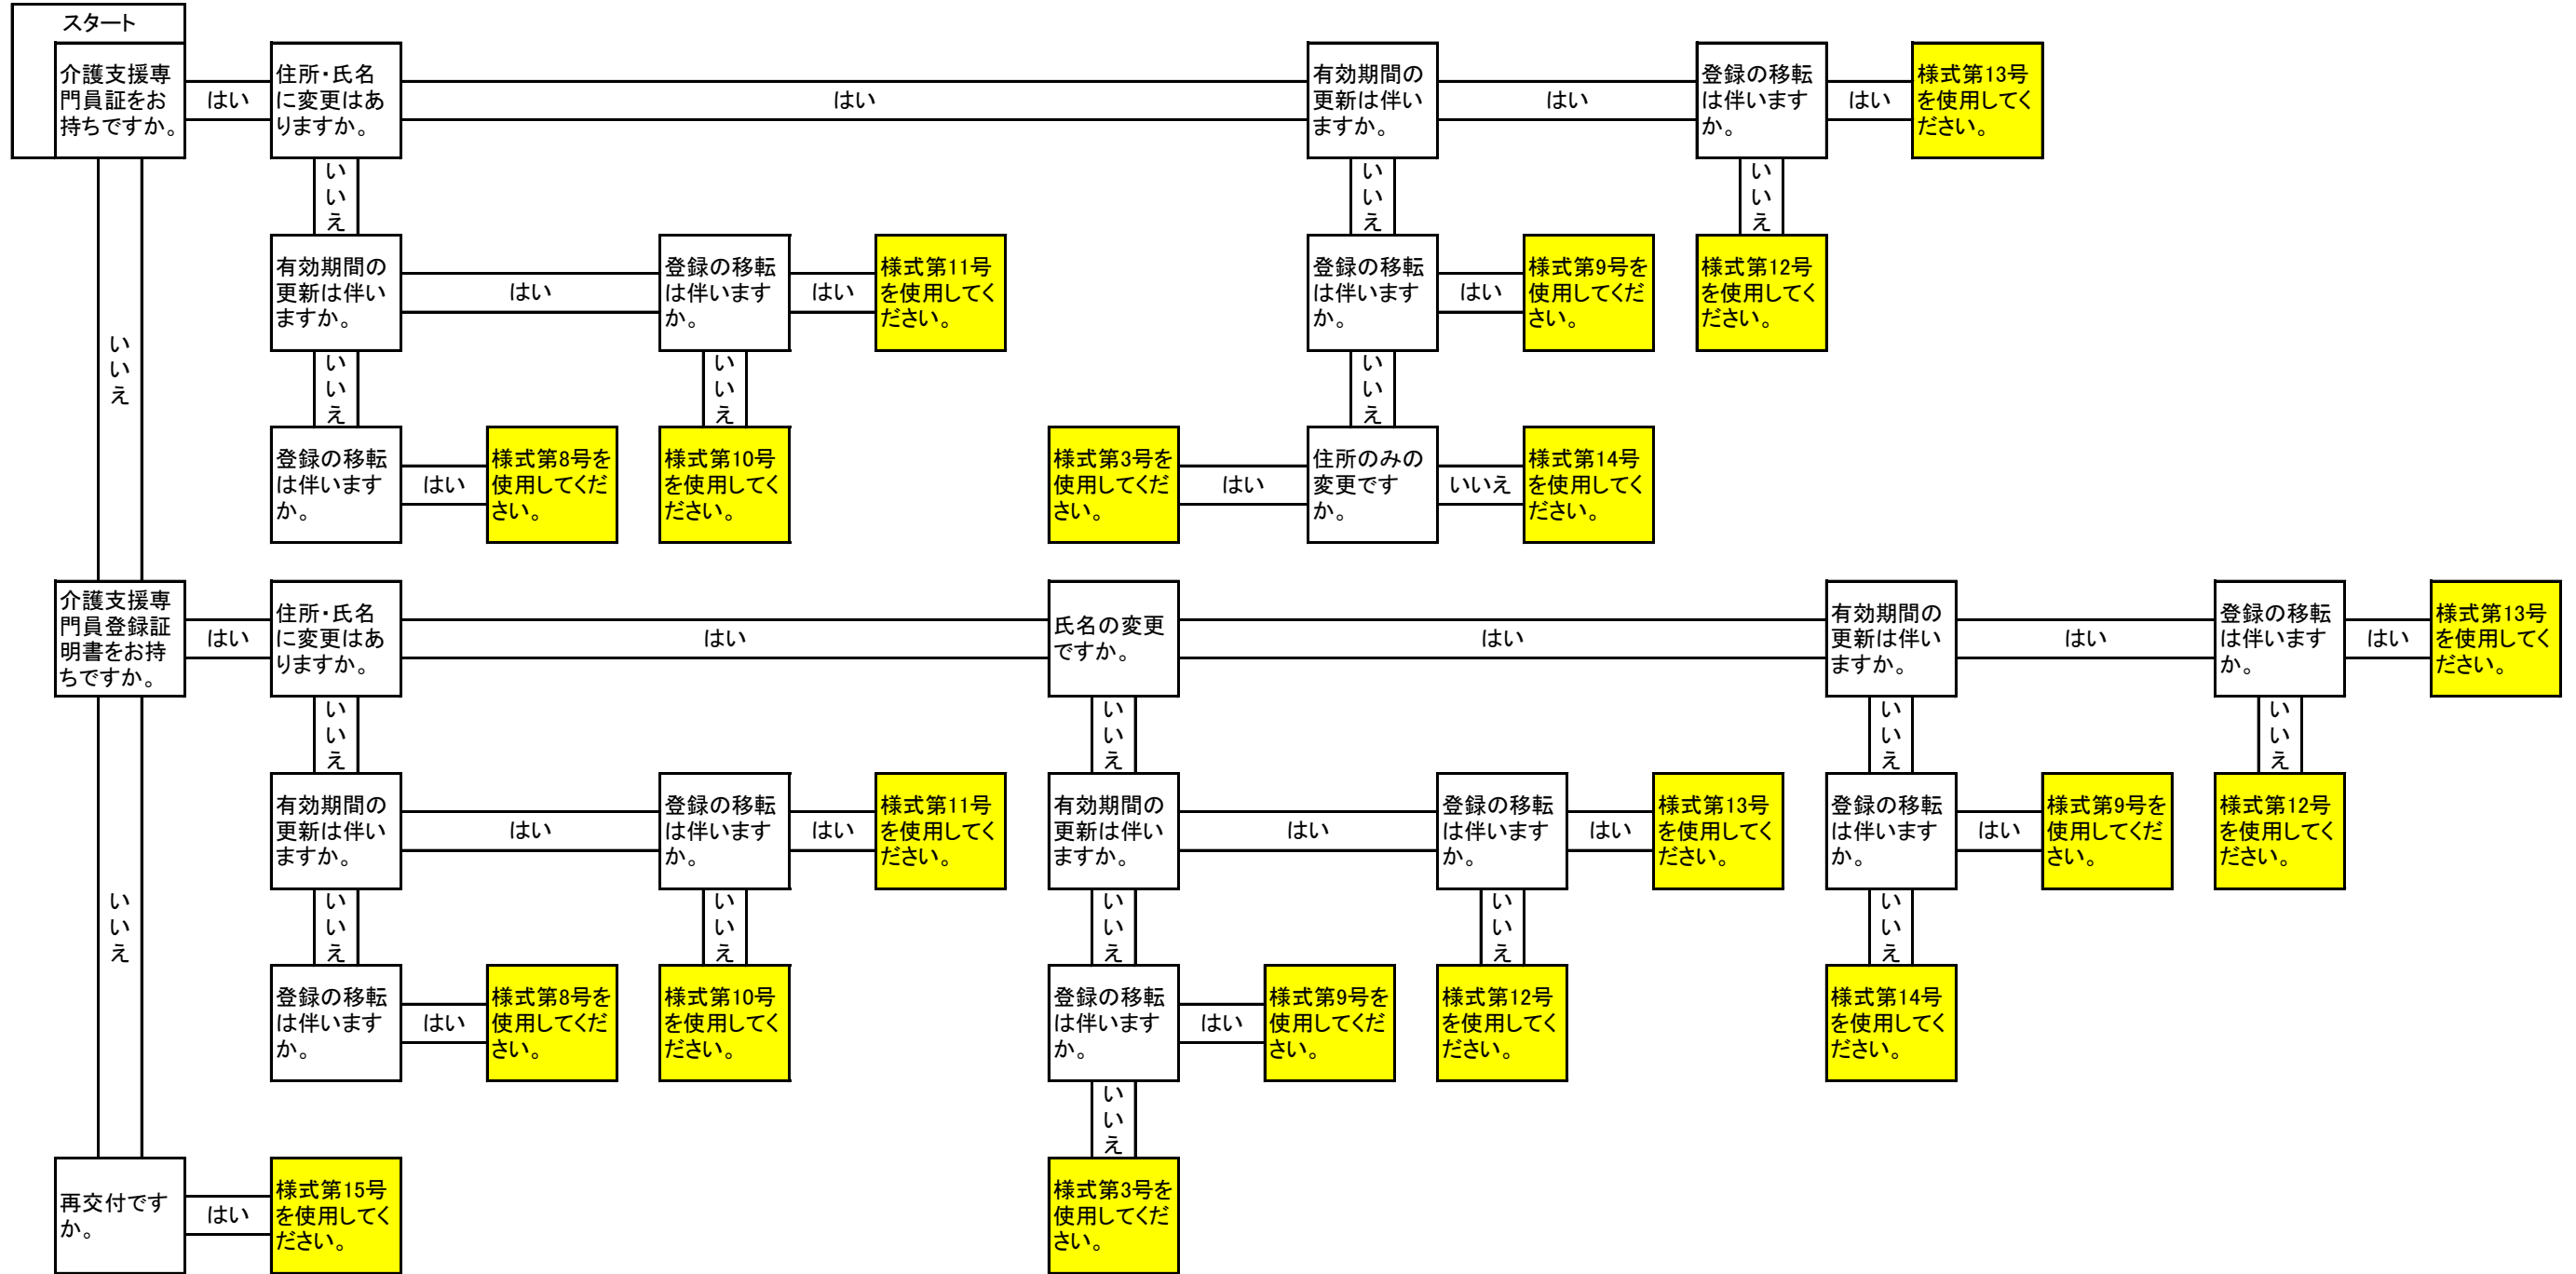 スタート
介護支援専
門員証をお
持ちですか。
はい
住所・氏名
に変更はあ
りますか。
はい
有効期間の
更新は伴い
ますか。
はい
登録の移転
は伴います
か。
はい
様式第13号
を使用してく
ださい。
いいえ
いいえ
いいえ
いいえ
有効期間の
更新は伴い
ますか。
はい
登録の移転
は伴います
か。
はい
様式第11号
を使用してく
ださい。
登録の移転
は伴います
か。
はい
様式第9号を
使用してくだ
さい。
様式第12号
を使用してく
ださい。
いいえ
いいえ
いいえ
登録の移転
は伴います
か。
はい
様式第8号を
使用してくだ
さい。
様式第10号
を使用してく
ださい。
様式第3号を
使用してくだ
さい。
はい
住所のみの
変更です
か。
いいえ
様式第14号
を使用してく
ださい。
介護支援専
門員登録証
明書をお持
ちですか。
はい
住所・氏名
に変更はあ
りますか。
はい
氏名の変更
ですか。
はい
有効期間の
更新は伴い
ますか。
はい
登録の移転
は伴います
か。
はい
様式第13号
を使用してく
ださい。
いいえ
いいえ
いいえ
いいえ
いいえ
有効期間の
更新は伴い
ますか。
はい
登録の移転
は伴います
か。
はい
様式第11号
を使用してく
ださい。
有効期間の
更新は伴い
ますか。
はい
登録の移転
は伴います
か。
はい
様式第13号
を使用してく
ださい。
登録の移転
は伴います
か。
はい
様式第9号を
使用してくだ
さい。
様式第12号
を使用してく
ださい。
いいえ
いいえ
いいえ
いいえ
いいえ
登録の移転
は伴います
か。
はい
様式第8号を
使用してくだ
さい。
様式第10号
を使用してく
ださい。
登録の移転
は伴います
か。
はい
様式第9号を
使用してくだ
さい。
様式第12号
を使用してく
ださい。
様式第14号
を使用してく
ださい。
いいえ
再交付です
か。
はい
様式第15号
を使用してく
ださい。
様式第3号を
使用してくだ
さい。